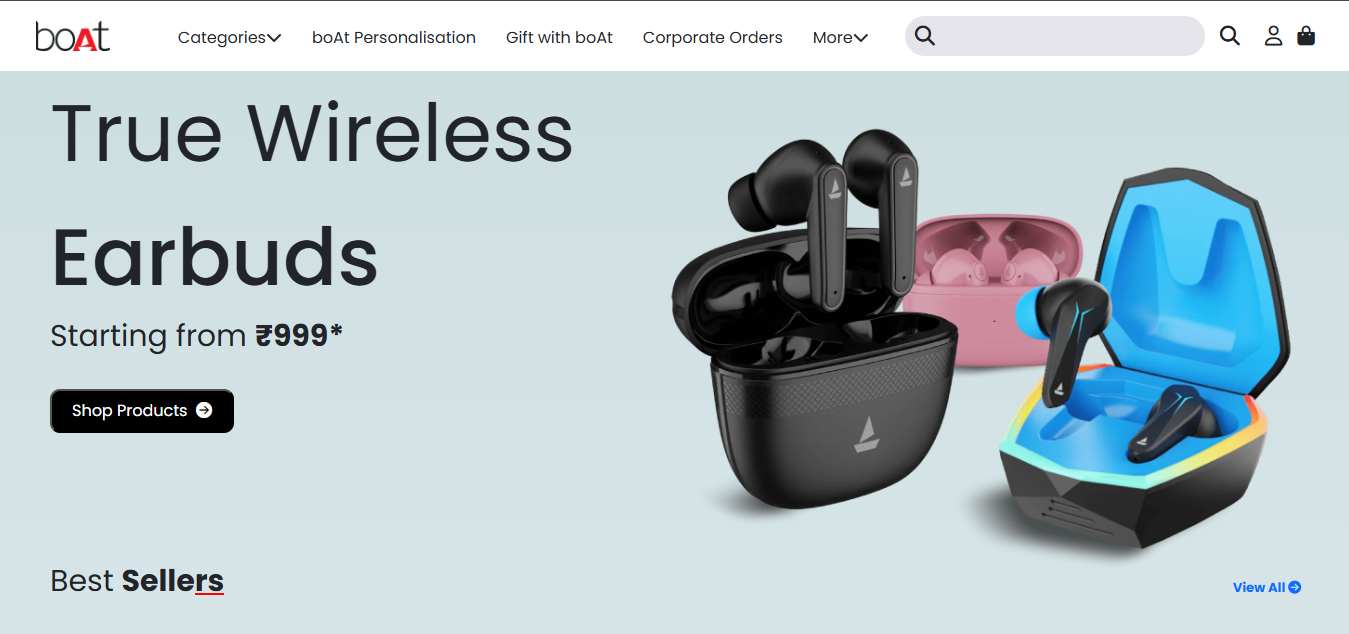 boAt
Categories
boAt Personalisation
Gift with boAt
Corporate Orders
More
True Wireless
Earbuds
Starting from ₹999*
Shop Products
Best Sellers
View All